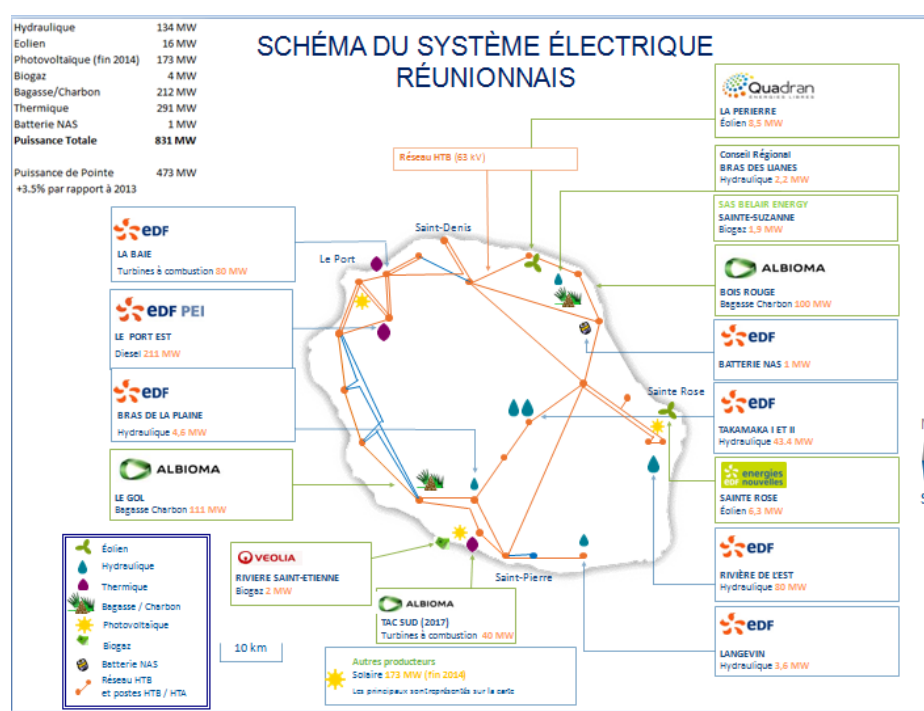 Hydraulique 134 MW
Eolien 16 MW
Photovoltaïque (fin 2014) 173 MW
Biogaz 4 MW
Bagasse/Charbon 212 MW
Thermique 291 MW
Batterie NAS 1 MW
Puissance Totale 831 MW
Puissance de Pointe 473 MW
+3.5% par rapport à 2013
SCHÉMA DU SYSTÈME ÉLECTRIQUE
RÉUNIONNAIS
Quadran
ENERGIES LIBRES
LA PERIERRE
Éolien 8,5 MW
Réseau HTB (63 kV)
Conseil Régional
BRAS DES LIANES
Hydraulique 2,2 MW
SAS BELAIR ENERGY
SAINTE-SUZANNE
Biogaz 1,9 MW
eDF
LA BAIE
Turbines à combustion 80 MW
Saint-Denis
Le Port
ALBIOMA
BOIS ROUGE
Bagasse Charbon 100 MW
eDF PEI
LE PORT EST
Diesel 211 MW
eDF
BATTERIE NAS 1 MW
eDF
BRAS DE LA PLAINE
Hydraulique 4,6 MW
Sainte Rose
eDF
TAKAMAKA I ET II
Hydraulique 43.4 MW
ALBIOMA
LE GOL
Bagasse Charbon 111 MW
energies
edf nouvelles
SAINTE ROSE
Éolien 6,3 MW
eDF
RIVIÈRE DE L'EST
Hydraulique 80 MW
Saint-Pierre
VEOLIA
RIVIERE SAINT-ETIENNE
Biogaz 2 MW
ALBIOMA
TAC SUD (2017)
Turbines à combustion 40 MW
eDF
LANGEVIN
Hydraulique 3,6 MW
Éolien
Hydraulique
Thermique
Bagasse / Charbon
Photovoltaïque
Biogaz
Batterie NAS
Réseau HTB
et postes HTB / HTA
10 km
Autres producteurs
Solaire 173 MW (fin 2014)
Les principaux sont représentés sur la carte